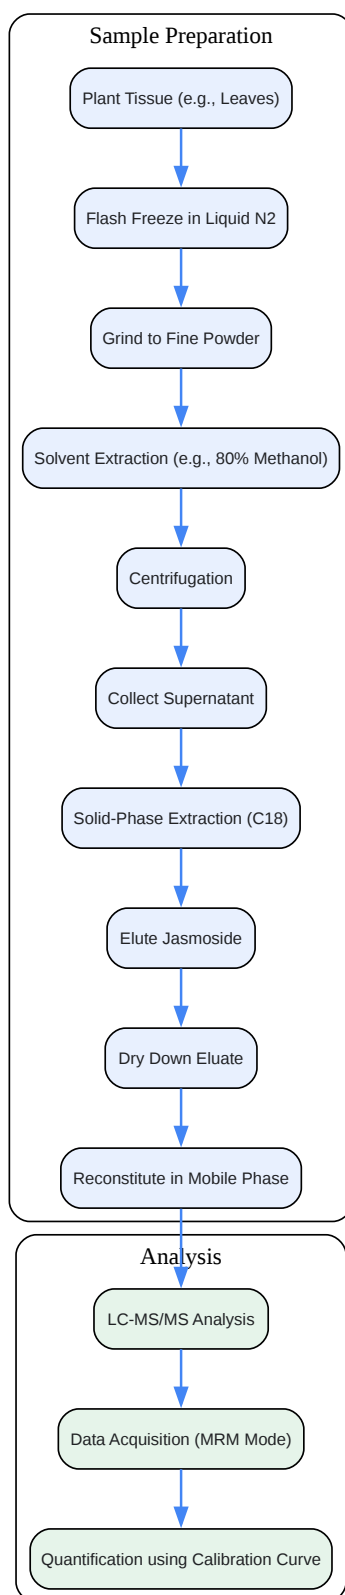 Sample Preparation
Plant Tissue (e.g., Leaves)
Flash Freeze in Liquid N2
Grind to Fine Powder
Solvent Extraction (e.g., 80% Methanol)
Centrifugation
Collect Supernatant
Solid-Phase Extraction (C18)
Elute Jasmoside
Dry Down Eluate
Reconstitute in Mobile Phase
Analysis
LC-MS/MS Analysis
Data Acquisition (MRM Mode)
Quantification using Calibration Curve